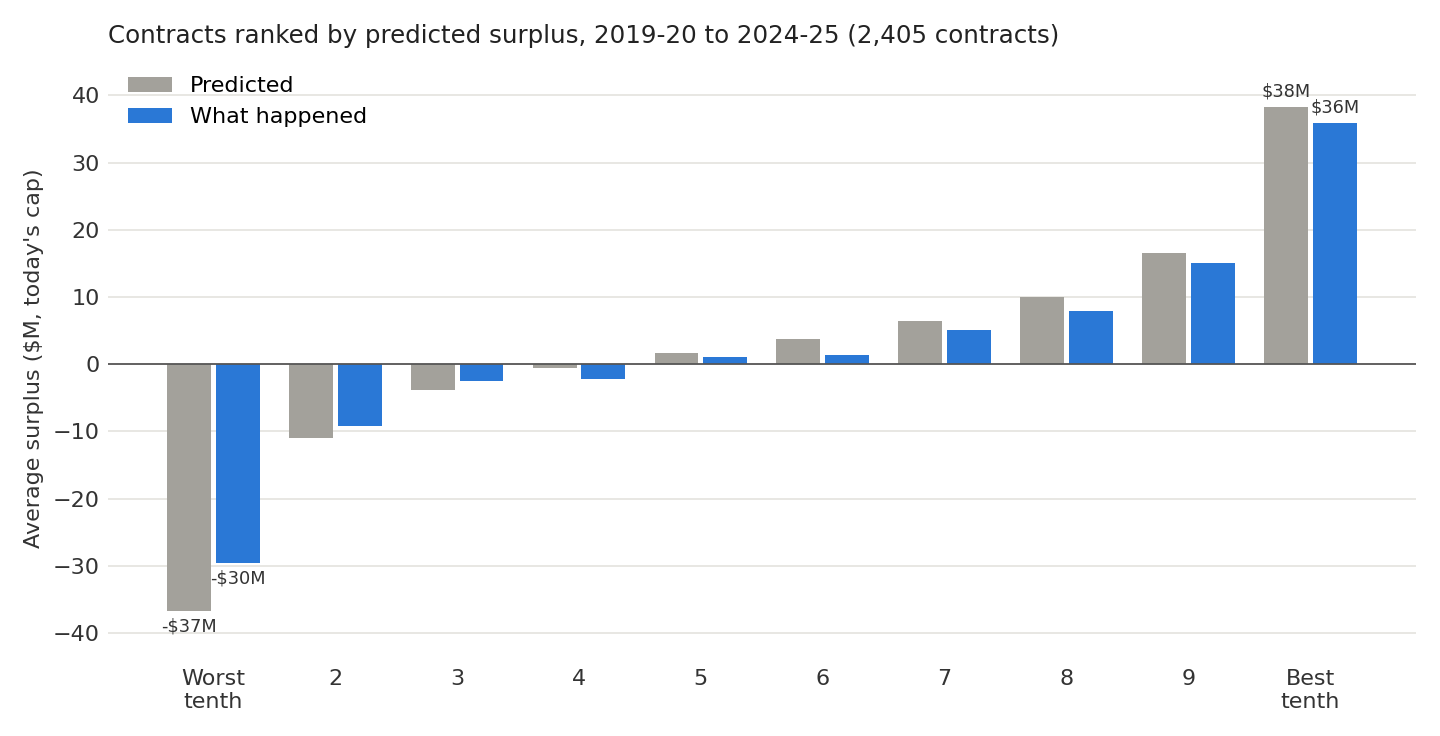 Contracts ranked by predicted surplus, 2019-20 to 2024-25 (2,405 contracts)
Predicted
What happened
Average surplus ($M, today's cap)
40
30
20
10
0
−10
−20
−30
−40
-$37M
-$30M
$38M
$36M
Worst
tenth
2
3
4
5
6
7
8
9
Best
tenth